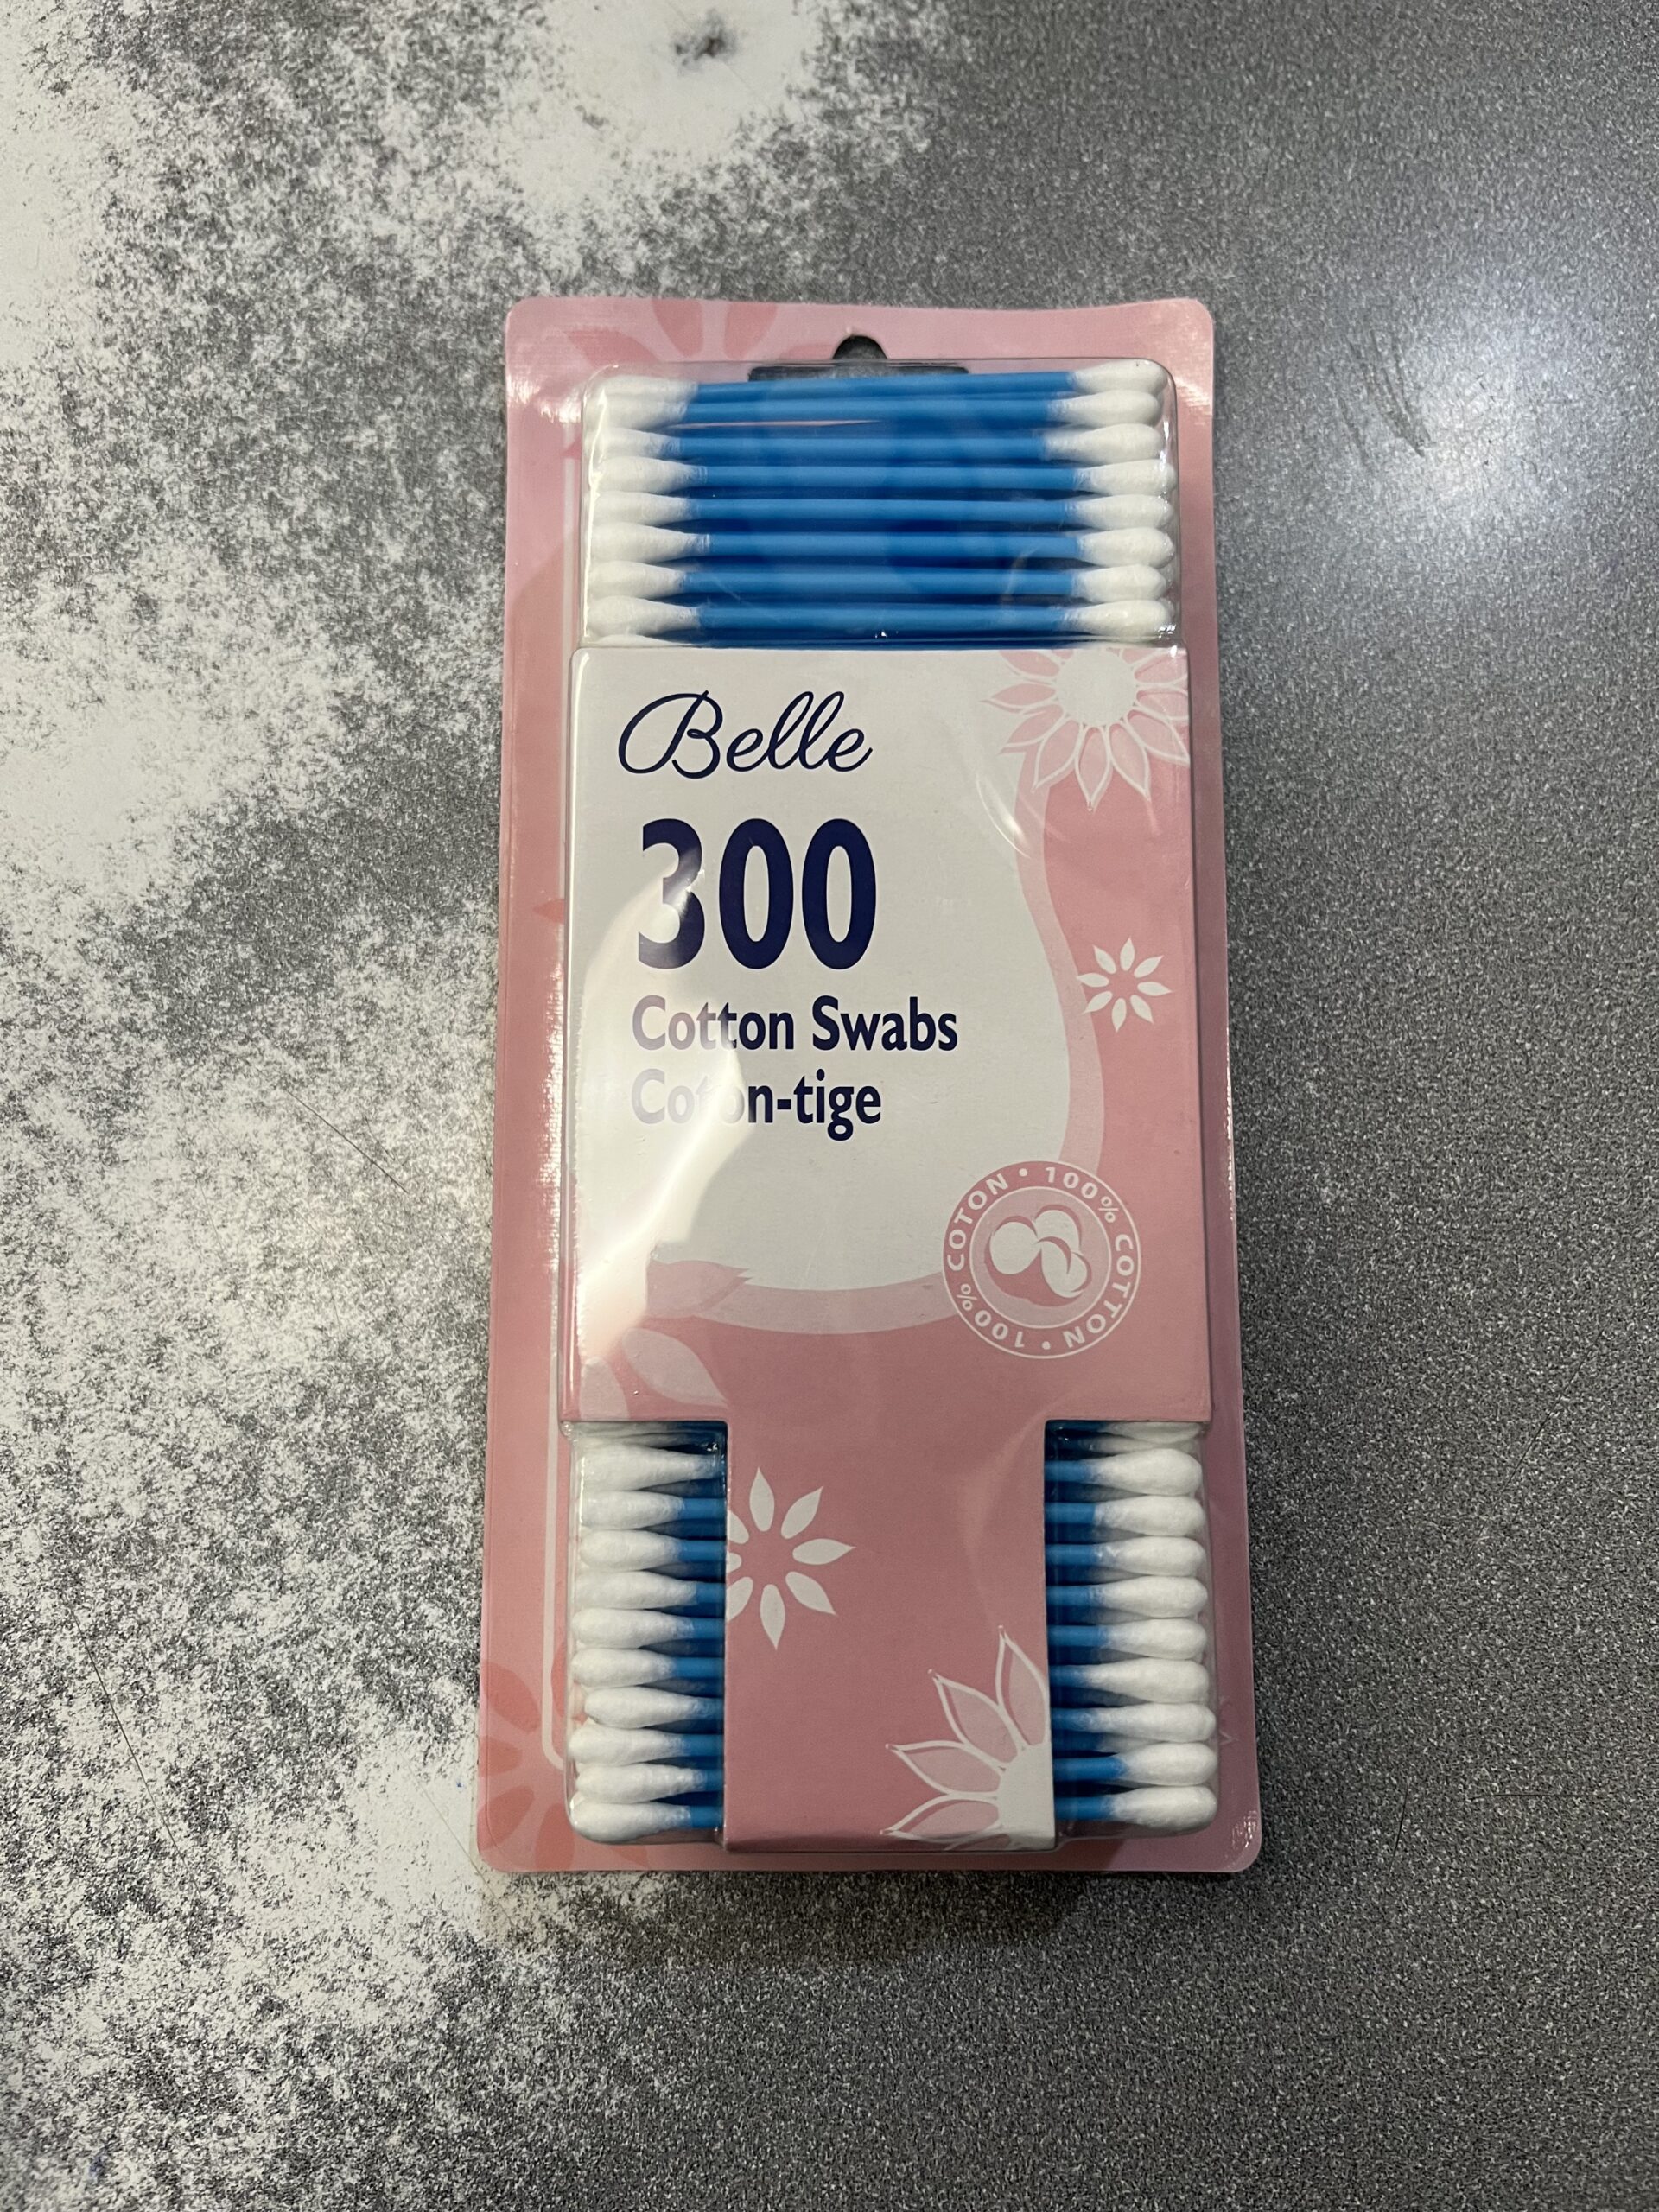 Belle
300
Cotton Swabs
Coton-tige
100% COTTON • 100% COTON •